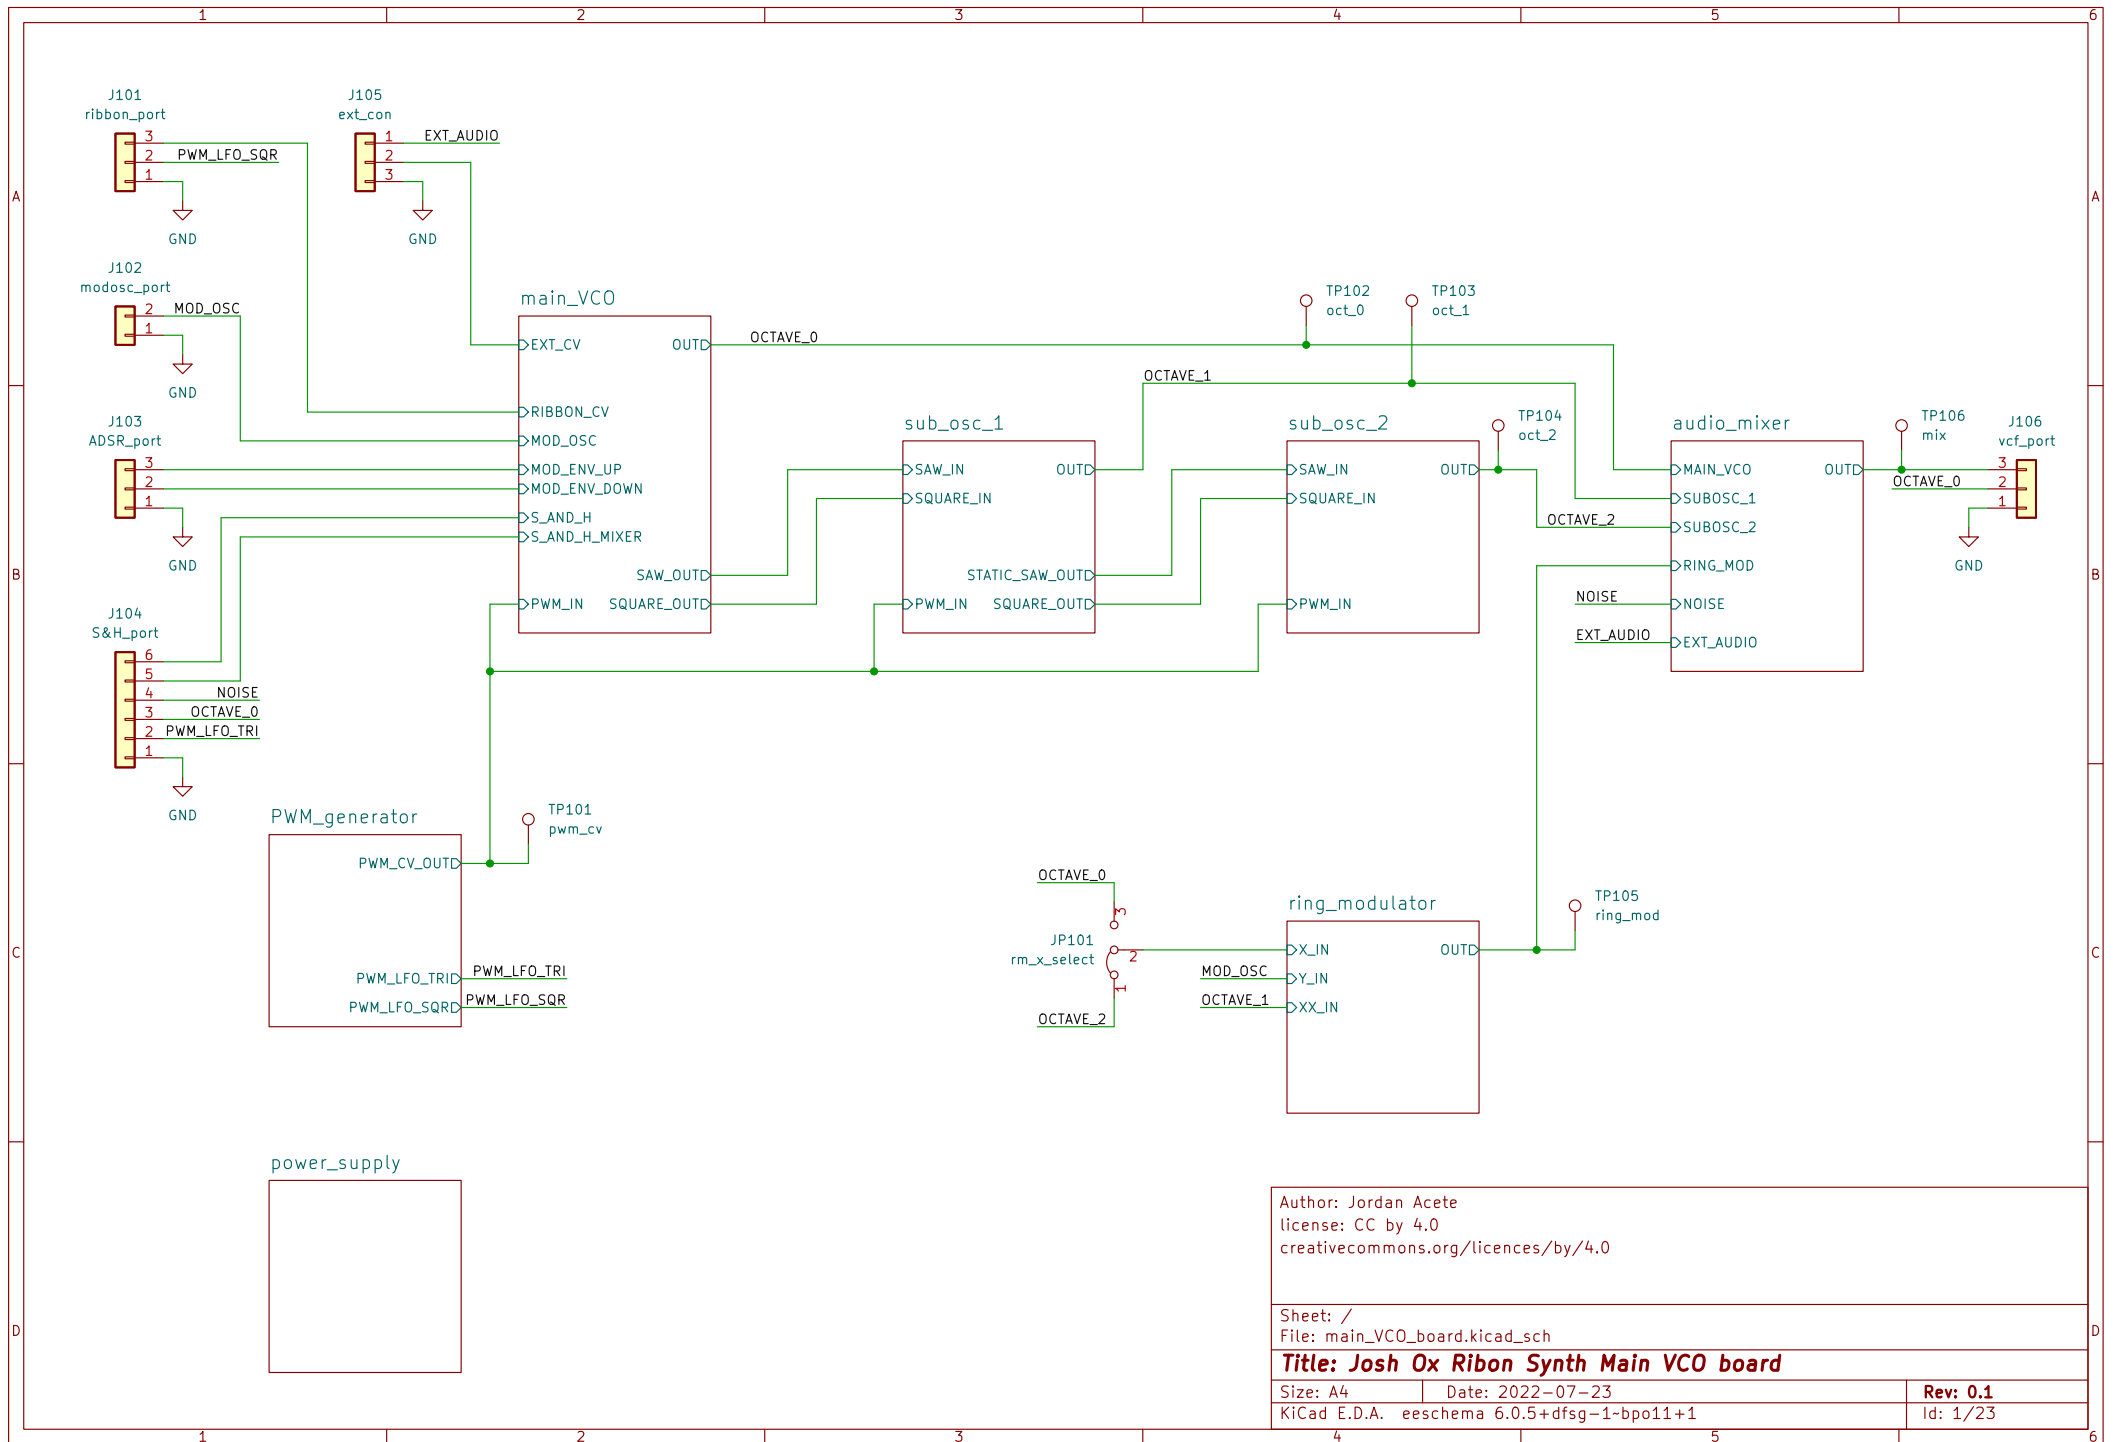 1 2 3 4 5 6
A
B
C
D
A
B
C
D
1 2 3 4 5 6
J101
ribbon_port
3
2
1
PWM_LFO_SQR
GND
J105
ext_con
1
2
3
EXT_AUDIO
GND
J102
modosc_port
2
1
MOD_OSC
GND
J103
ADSR_port
3
2
1
GND
J104
S&H_port
6
5
4
3
2
1
NOISE
OCTAVE_0
PWM_LFO_TRI
GND
main_VCO
EXT_CV
RIBBON_CV
MOD_OSC
MOD_ENV_UP
MOD_ENV_DOWN
S_AND_H
S_AND_H_MIXER
PWM_IN
OUT
SAW_OUT
SQUARE_OUT
OCTAVE_0
TP102
oct_0
TP103
oct_1
OCTAVE_1
sub_osc_1
SAW_IN
SQUARE_IN
PWM_IN
OUT
STATIC_SAW_OUT
SQUARE_OUT
sub_osc_2
SAW_IN
SQUARE_IN
PWM_IN
OUT
TP104
oct_2
OCTAVE_2
audio_mixer
MAIN_VCO
SUBOSC_1
SUBOSC_2
RING_MOD
NOISE
EXT_AUDIO
OUT
NOISE
EXT_AUDIO
TP106
mix
J106
vcf_port
3
2
1
OCTAVE_0
GND
PWM_generator
PWM_CV_OUT
PWM_LFO_TRI
PWM_LFO_SQR
TP101
pwm_cv
PWM_LFO_TRI
PWM_LFO_SQR
OCTAVE_0
3
JP101
rm_x_select
2
1
OCTAVE_2
ring_modulator
X_IN
Y_IN
XX_IN
OUT
MOD_OSC
OCTAVE_1
TP105
ring_mod
power_supply
Author: Jordan Acete
license: CC by 4.0
creativecommons.org/licences/by/4.0
Sheet: /
File: main_VCO_board.kicad_sch
Title: Josh Ox Ribon Synth Main VCO board
Size: A4 Date: 2022-07-23 Rev: 0.1
KiCad E.D.A. eeschema 6.0.5+dfsg-1~bpo11+1 Id: 1/23